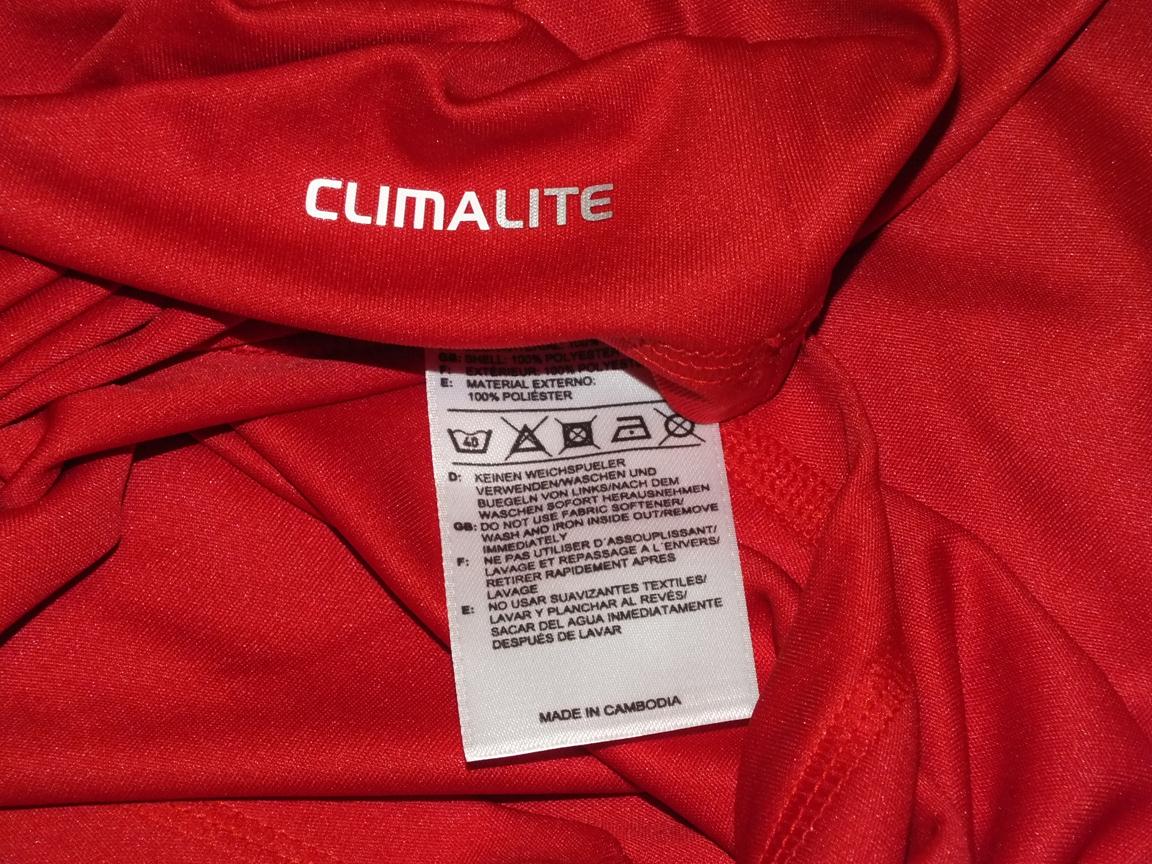 CLIMALITE
GB: SHELL: 100% POLYESTER
F: EXTÉRIEUR: 100% POLYESTER
E: MATERIAL EXTERNO:
100% POLIÉSTER
40
D: KEINEN WEICHSPUELER
VERWENDEN/WASCHEN UND
BUEGELN VON LINKS/NACH DEM
WASCHEN SOFORT HERAUSNEHMEN
GB: DO NOT USE FABRIC SOFTENER/
WASH AND IRON INSIDE OUT/REMOVE
IMMEDIATELY
F: NE PAS UTILISER D'ASSOUPLISSANT/
LAVAGE ET REPASSAGE A L'ENVERS/
RETIRER RAPIDEMENT APRES
LAVAGE
E: NO USAR SUAVIZANTES TEXTILES/
LAVAR Y PLANCHAR AL REVÉS/
SACAR DEL AGUA INMEDIATAMENTE
DESPUÉS DE LAVAR
MADE IN CAMBODIA